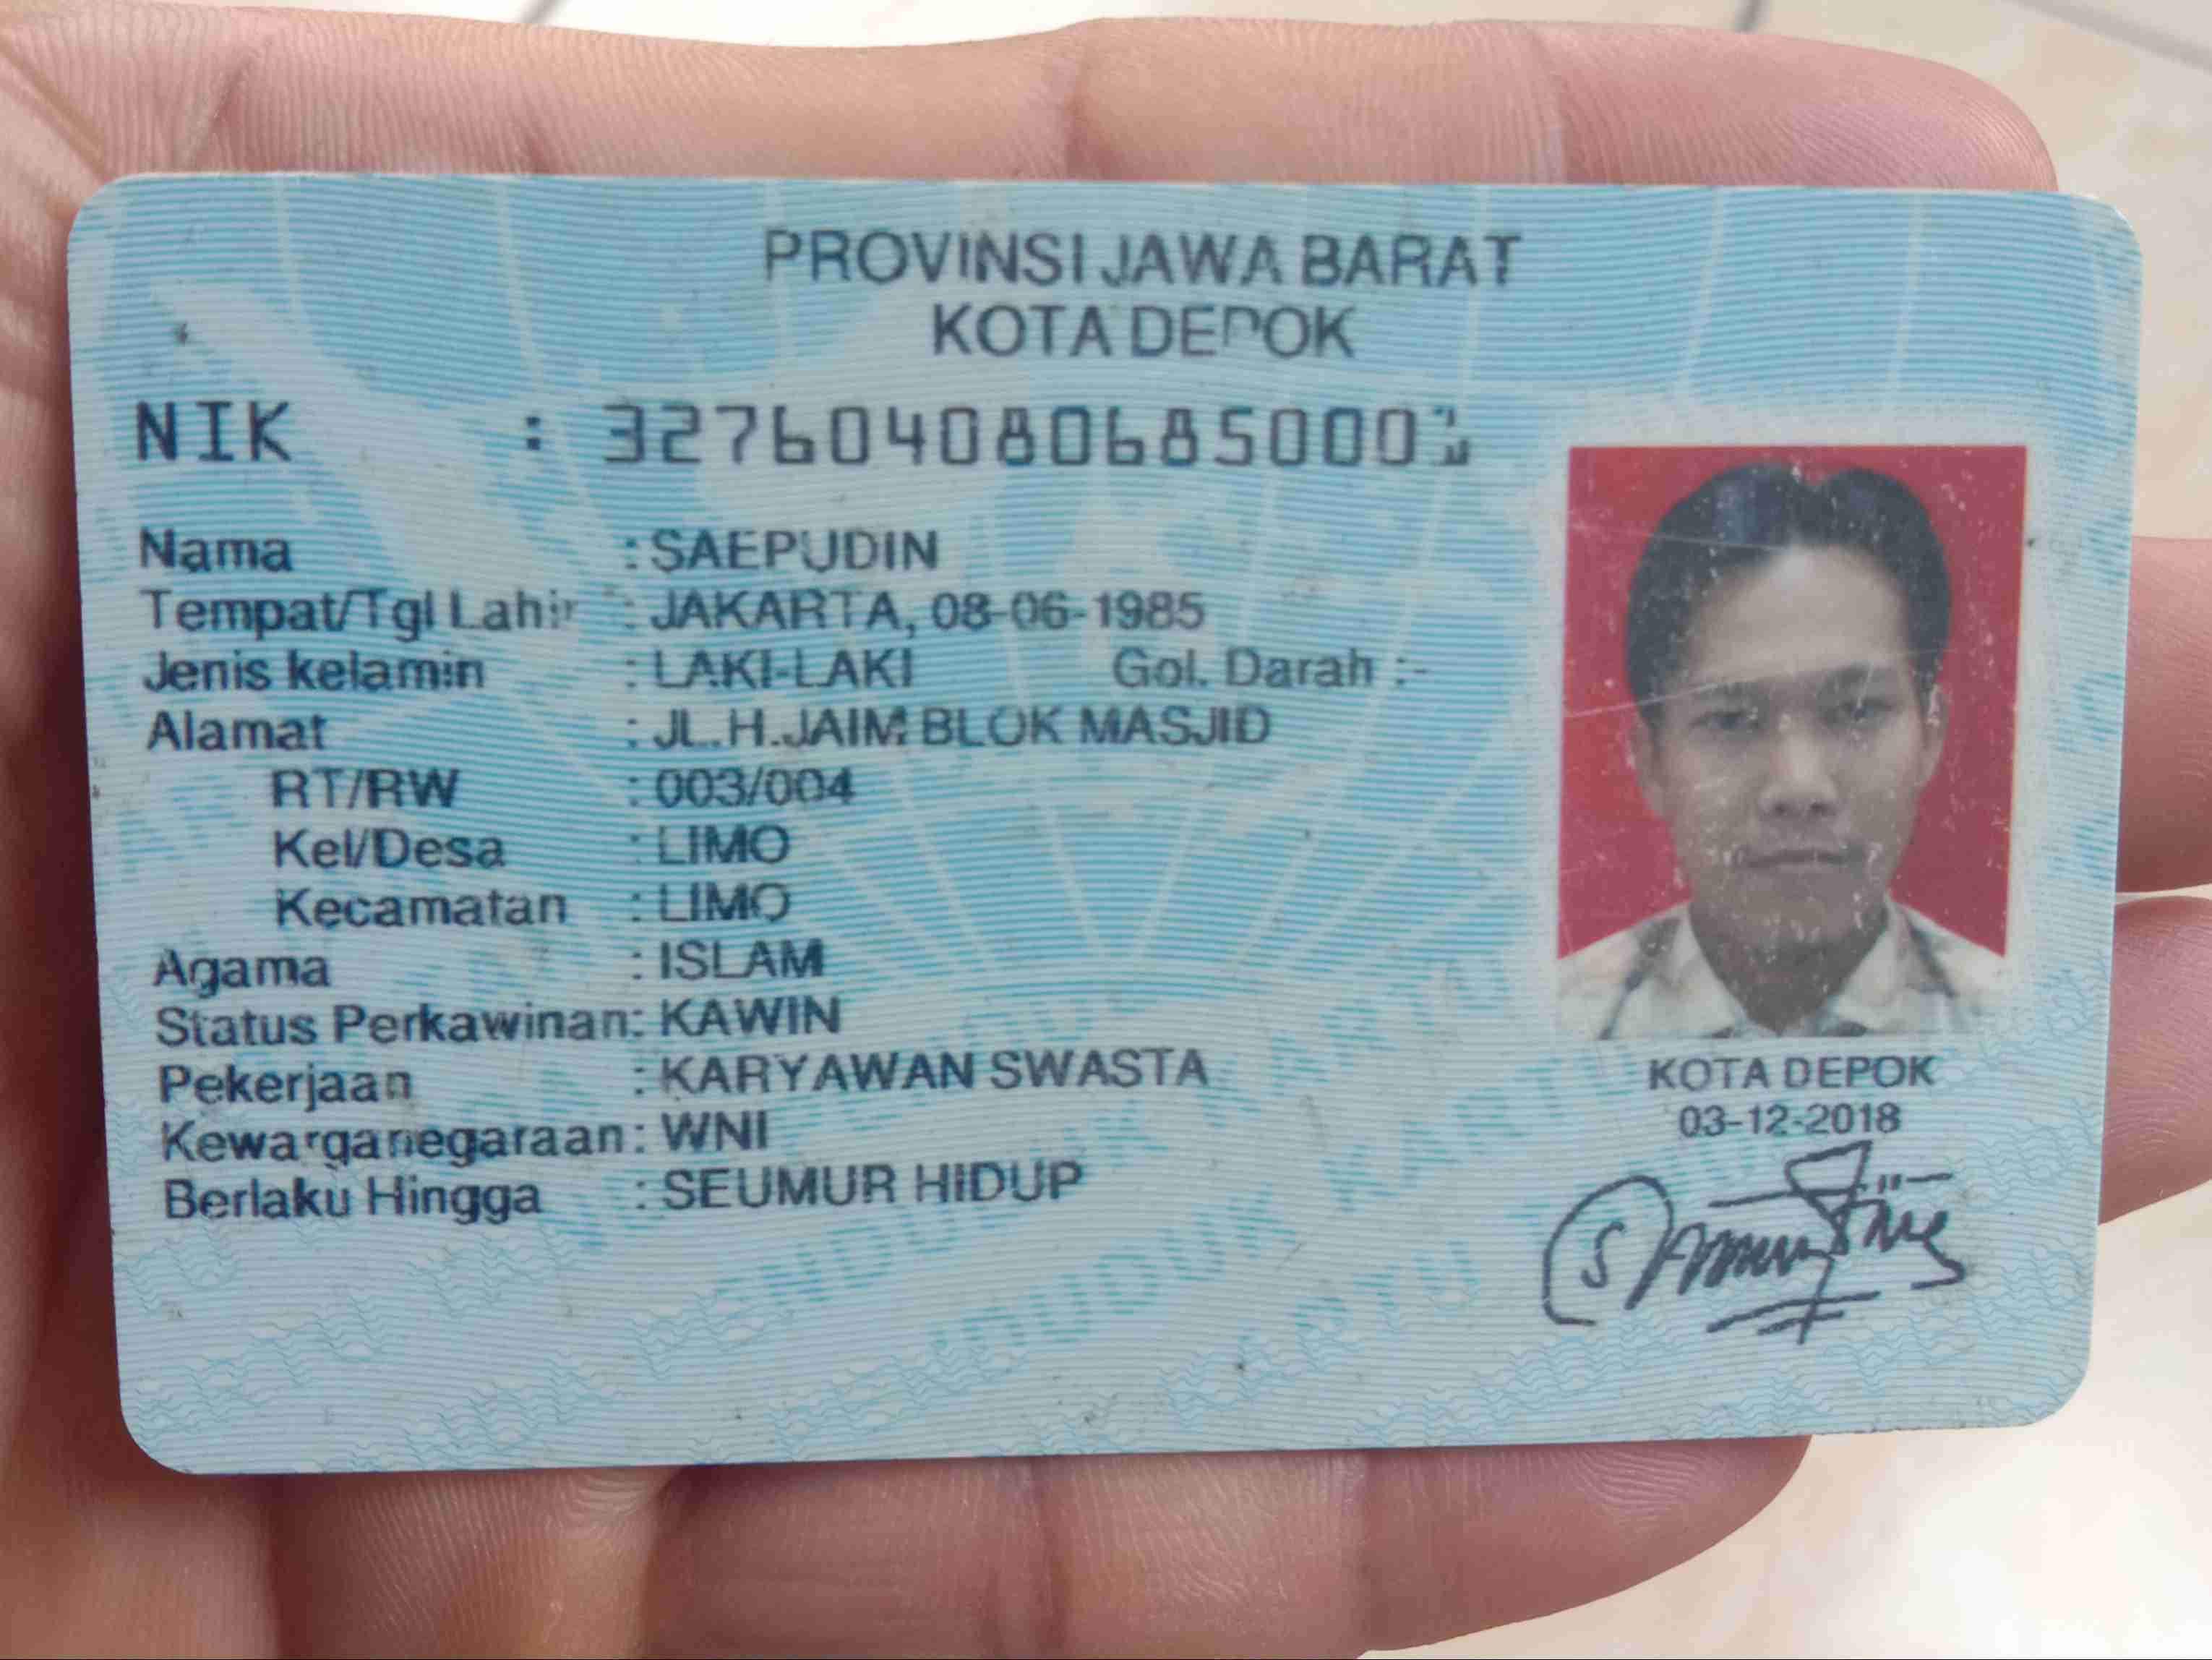 PROVINSI JAWA BARAT
KOTA DEPOK
NIK :
Nama : SAEPUDIN
Tempat/Tgl Lahir : JAKARTA, 08-06-1985
Jenis kelamin : LAKI-LAKI Gol. Darah :-
Alamat : JL.H.JAIM BLOK MASJID
RT/RW : 003/004
Kel/Desa : LIMO
Kecamatan : LIMO
Agama : ISLAM
Status Perkawinan: KAWIN
Pekerjaan : KARYAWAN SWASTA
Kewarganegaraan: WNI
Berlaku Hingga : SEUMUR HIDUP
KOTA DEPOK
03-12-2018